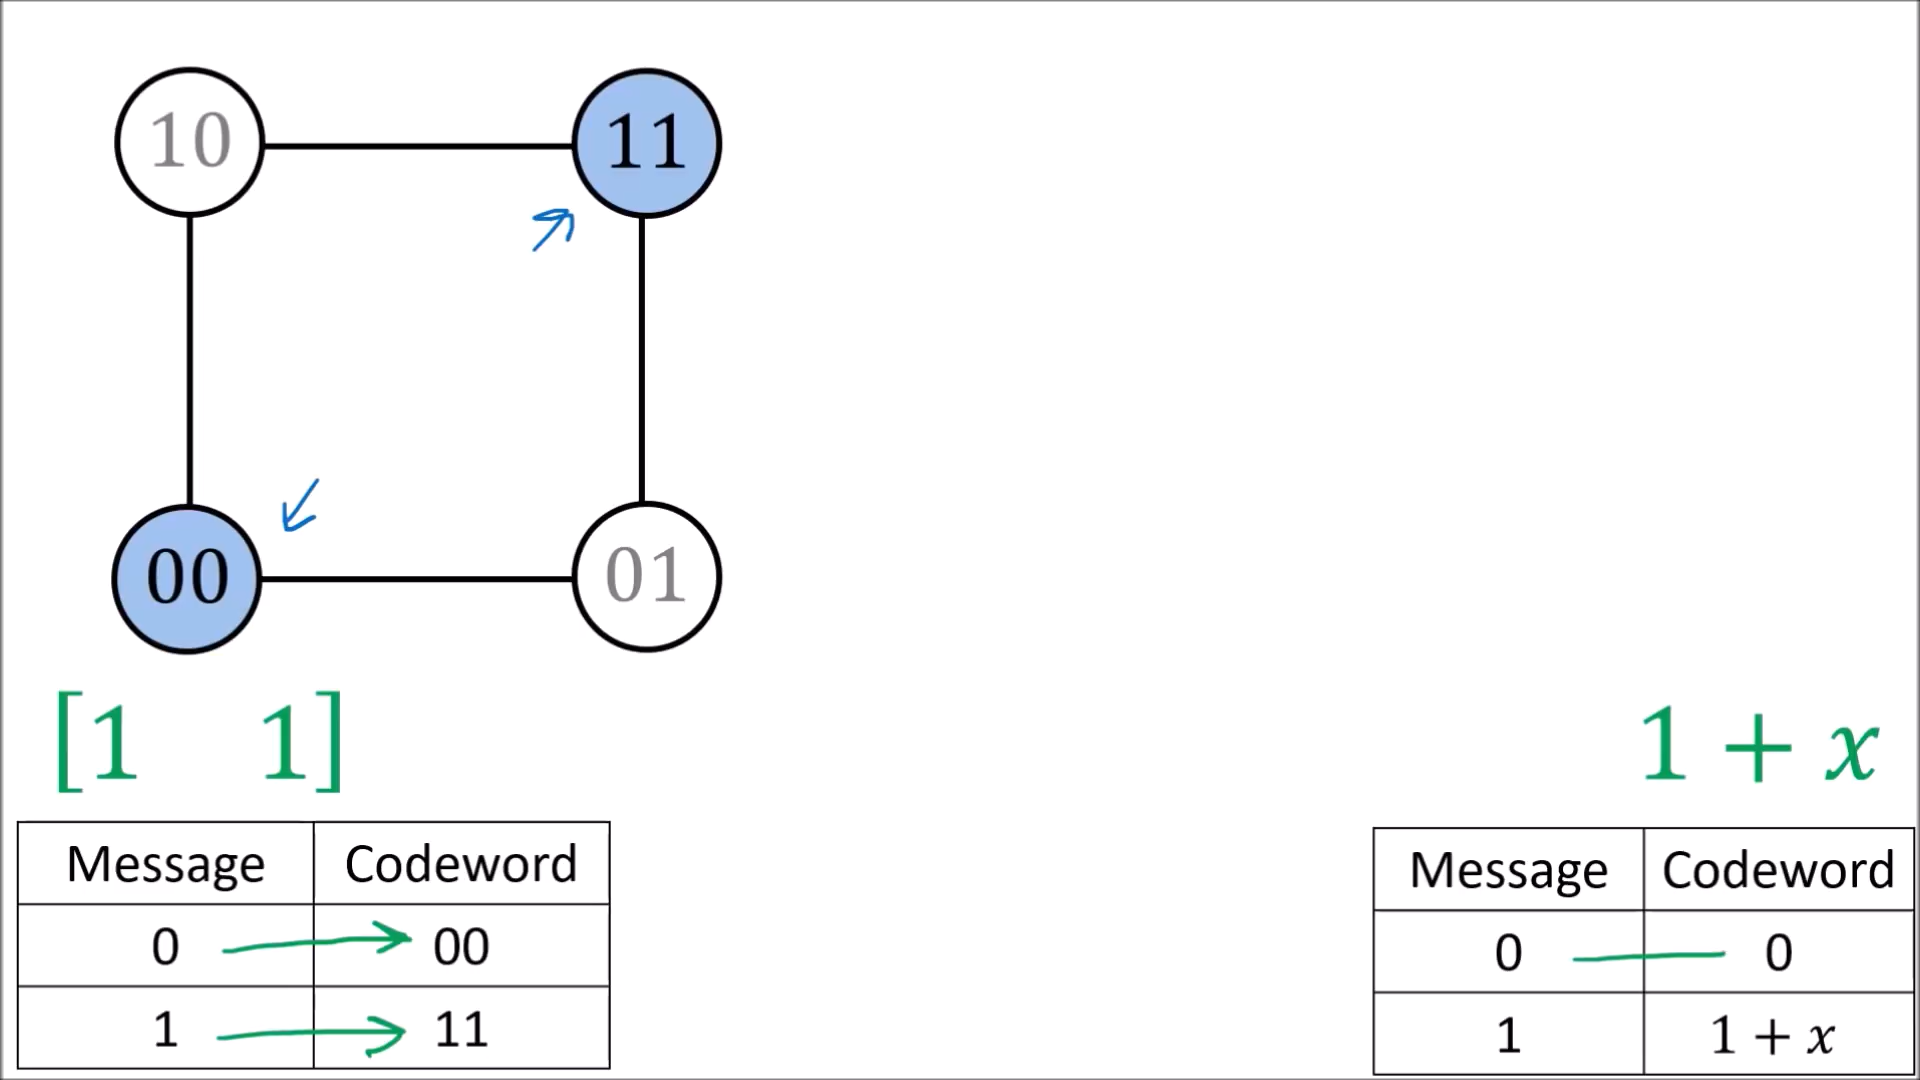 10 11
00 01
[1 1]
1 + x
Message Codeword
0 00
1 11
Message Codeword
0 0
1 1 + x